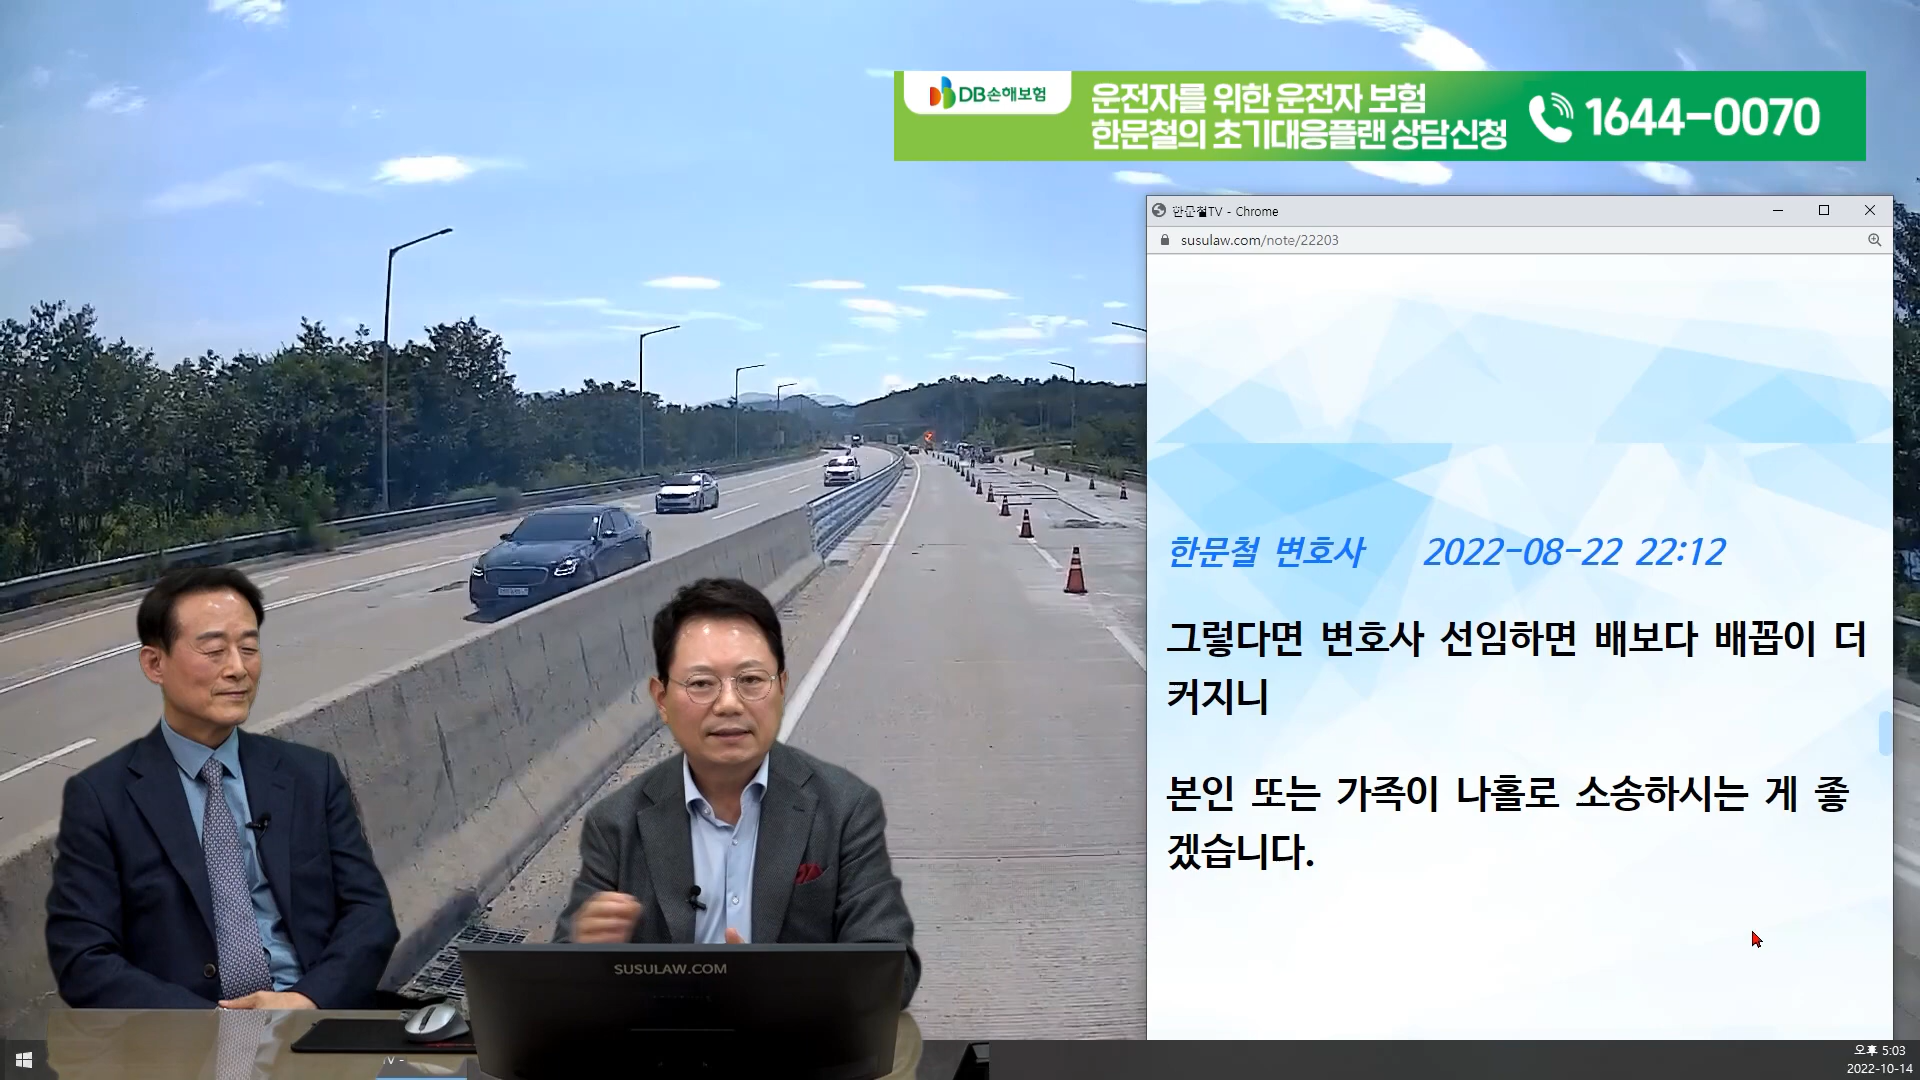 DB손해보험
운전자를 위한 운전자 보험
한문철의 초기대응플랜 상담신청
1644-0070
한문철TV - Chrome
susulaw.com/note/22203
한문철 변호사 2022-08-22 22:12
그렇다면 변호사 선임하면 배보다 배꼽이 더
커지니
본인 또는 가족이 나홀로 소송하시는 게 좋
겠습니다.
SUSULAW.COM
오후 5:03
2022-10-14